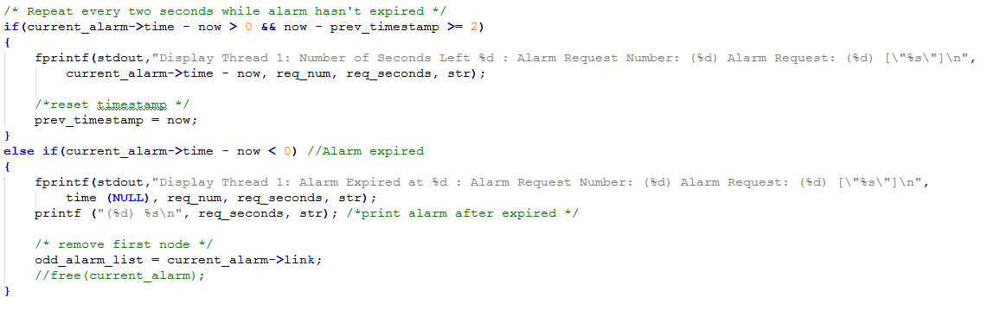 /* Repeat every two seconds while alarm hasn't expired */
if(current_alarm->time - now > 0 && now - prev_timestamp >= 2)
{
    fprintf(stdout,"Display Thread 1: Number of Seconds Left %d : Alarm Request Number: (%d) Alarm Request: (%d) [\"%s\"]\n",
        current_alarm->time - now, req_num, req_seconds, str);

    /*reset timestamp */
    prev_timestamp = now;
}
else if(current_alarm->time - now < 0) //Alarm expired
{
    fprintf(stdout,"Display Thread 1: Alarm Expired at %d : Alarm Request Number: (%d) Alarm Request: (%d) [\"%s\"]\n",
        time (NULL), req_num, req_seconds, str);
    printf ("(%d) %s\n", req_seconds, str); /*print alarm after expired */

    /* remove first node */
    odd_alarm_list = current_alarm->link;
    //free(current_alarm);
}